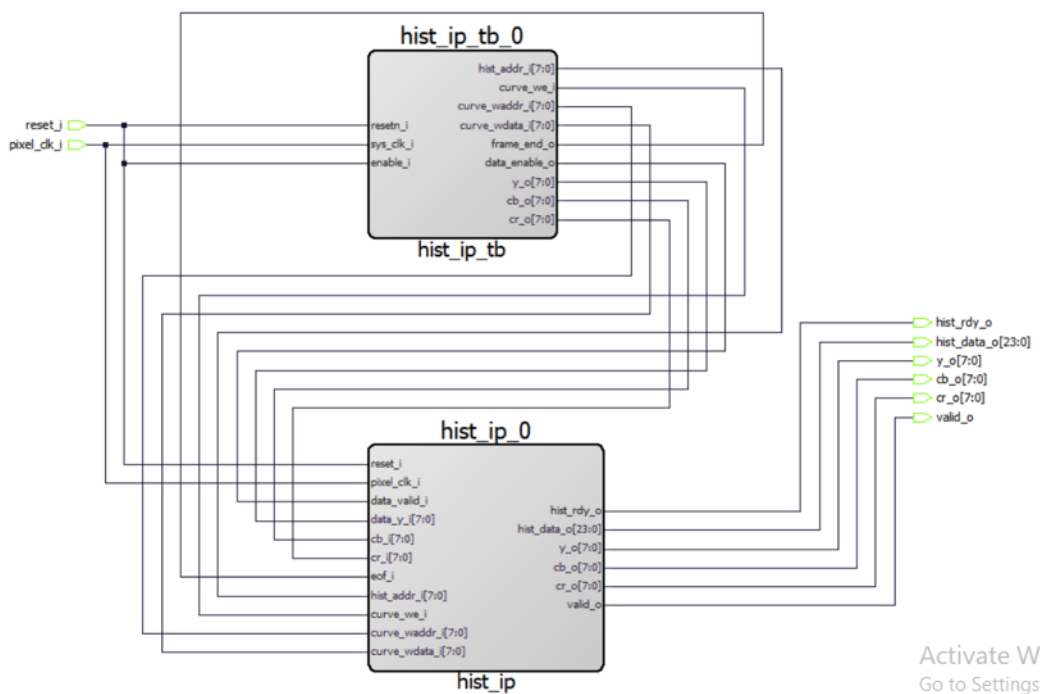 hist_ip_tb_0
hist_addr_i[7:0]
curve_we_i
curve_waddr_i[7:0]
reset_i
resetn_i
curve_wdata_i[7:0]
pixel_clk_i
sys_clk_i
frame_end_o
enable_i
data_enable_o
y_o[7:0]
cb_o[7:0]
cr_o[7:0]
hist_ip_tb
hist_rdy_o
hist_data_o[23:0]
y_o[7:0]
cb_o[7:0]
cr_o[7:0]
valid_o
hist_ip_0
reset_i
pixel_clk_i
data_valid_i
hist_rdy_o
data_y_i[7:0]
hist_data_o[23:0]
cb_i[7:0]
y_o[7:0]
cr_i[7:0]
cb_o[7:0]
eof_i
cr_o[7:0]
hist_addr_i[7:0]
valid_o
curve_we_i
curve_waddr_i[7:0]
curve_wdata_i[7:0]
hist_ip
Activate W
Go to Settings